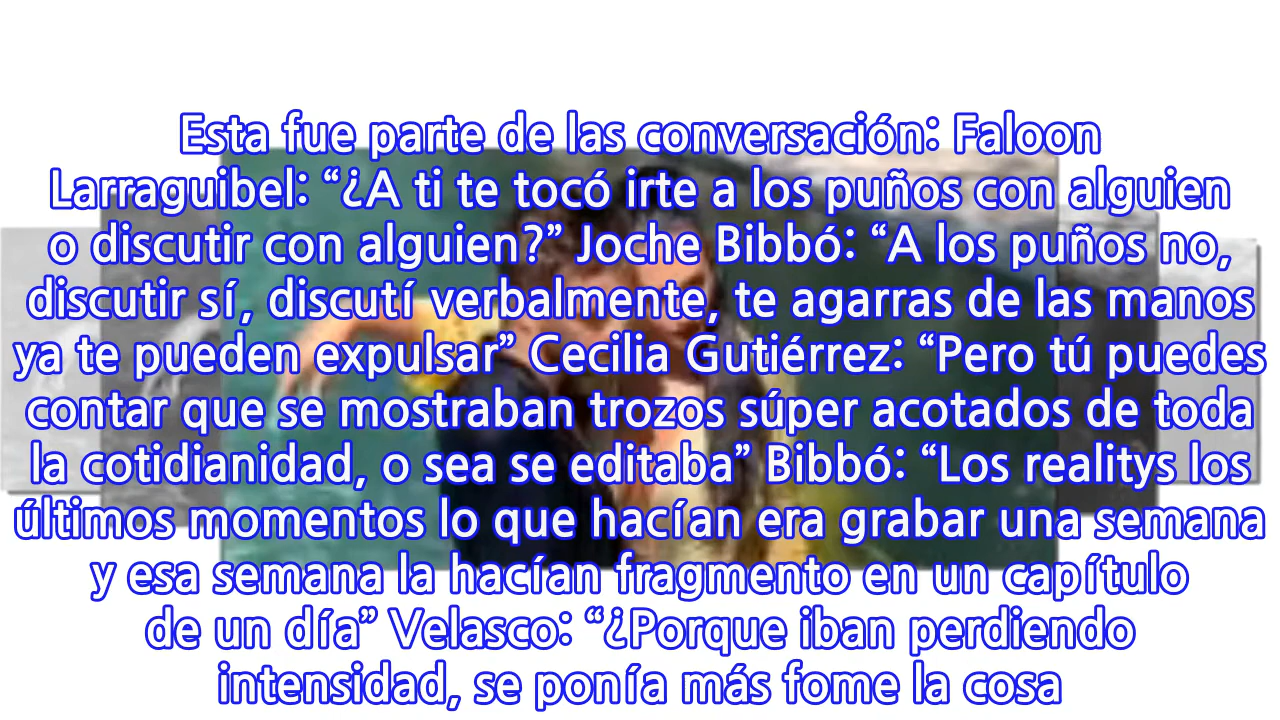 Esta fue parte de las conversación: Faloon
Larraguibel: “¿A ti te tocó irte a los puños con alguien
o discutir con alguien?” Joche Bibbó: “A los puños no,
discutir sí, discutí verbalmente, te agarras de las manos
ya te pueden expulsar” Cecilia Gutiérrez: “Pero tú puedes
contar que se mostraban trozos súper acotados de toda
la cotidianidad, o sea se editaba” Bibbó: “Los realitys los
últimos momentos lo que hacían era grabar una semana
y esa semana la hacían fragmento en un capítulo
de un día” Velasco: “¿Porque iban perdiendo
intensidad, se ponía más fome la cosa